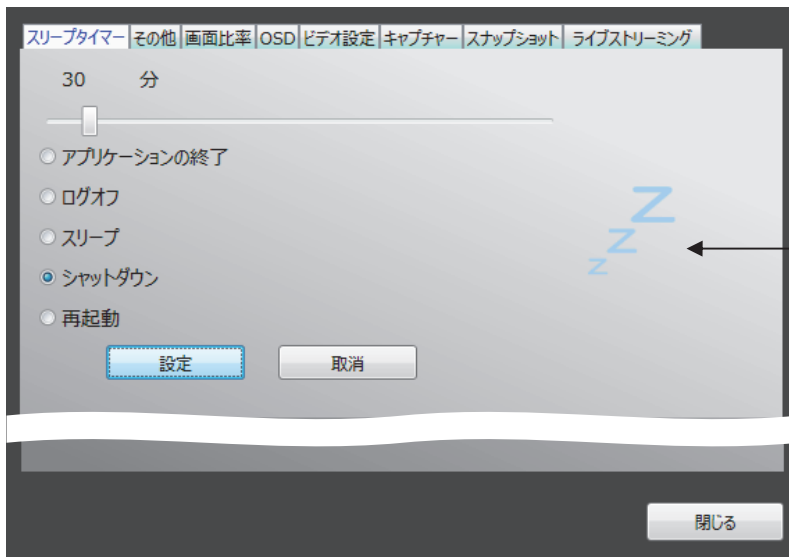 スリープタイマー その他 画面比率 OSD ビデオ設定 キャプチャー スナップショット ライブストリーミング
30 分
アプリケーションの終了
ログオフ
スリープ
シャットダウン
再起動
z z Z
設定 取消
閉じる